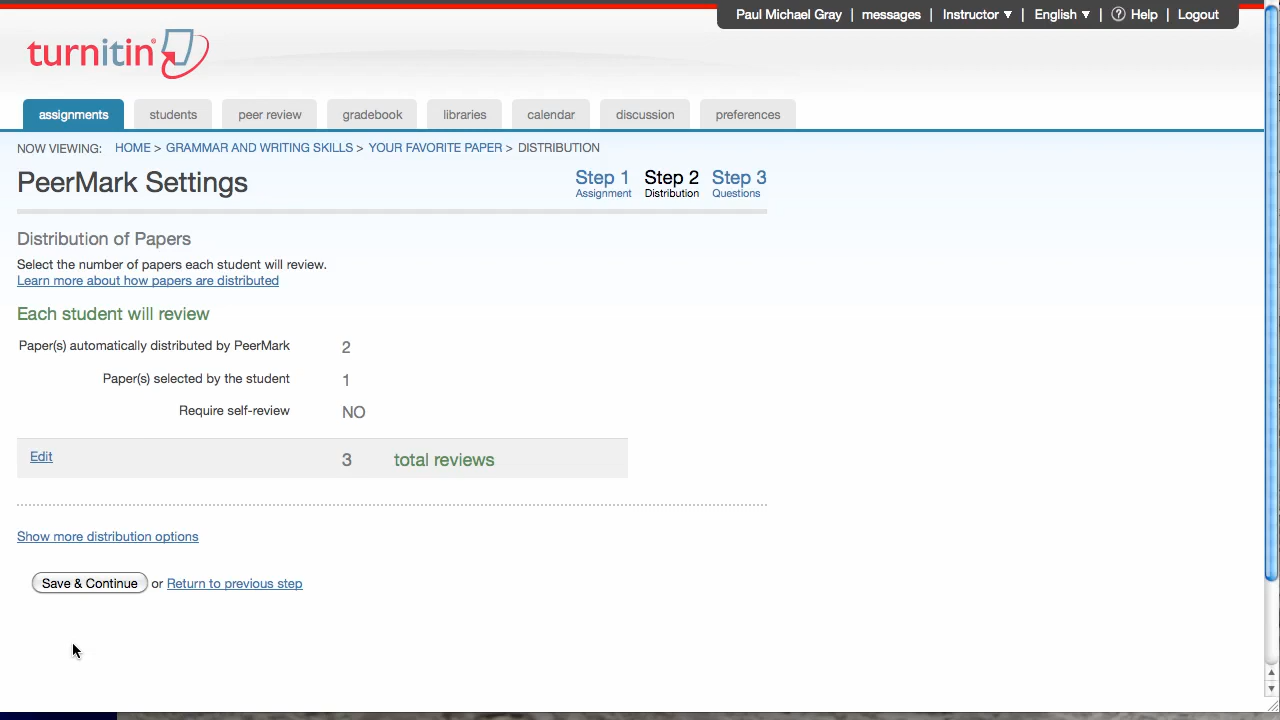 Paul Michael Gray | messages | Instructor ▼ | English ▼ | ? Help | Logout
turnitin
assignments students peer review gradebook libraries calendar discussion preferences
NOW VIEWING: HOME > GRAMMAR AND WRITING SKILLS > YOUR FAVORITE PAPER > DISTRIBUTION
PeerMark Settings
Step 1 Step 2 Step 3
Assignment Distribution Questions
Distribution of Papers
Select the number of papers each student will review.
Learn more about how papers are distributed
Each student will review
Paper(s) automatically distributed by PeerMark 2
Paper(s) selected by the student 1
Require self-review NO
Edit 3 total reviews
Show more distribution options
Save & Continue or Return to previous step